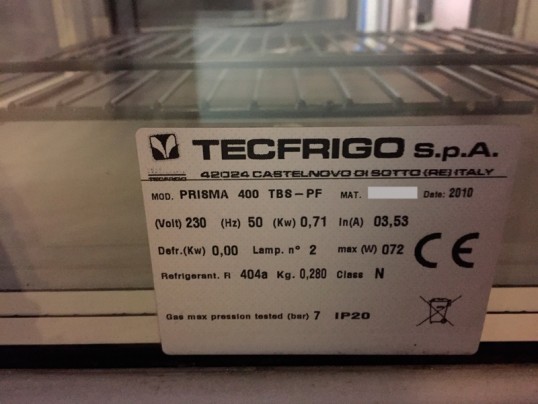 TECFRIGO S.p.A.
42024 CASTELNOVO DI SOTTO (RE) ITALY
TECFRIGO
MOD. PRISMA 400 TBS-PF MAT. Date: 2010
(Volt) 230 (Hz) 50 (Kw) 0,71 In(A) 03,53
Defr.(Kw) 0,00 Lamp. n° 2 max (W) 072 CE
Refrigerant. R 404a Kg. 0,280 Class N
Gas max pression tested (bar) 7 IP20